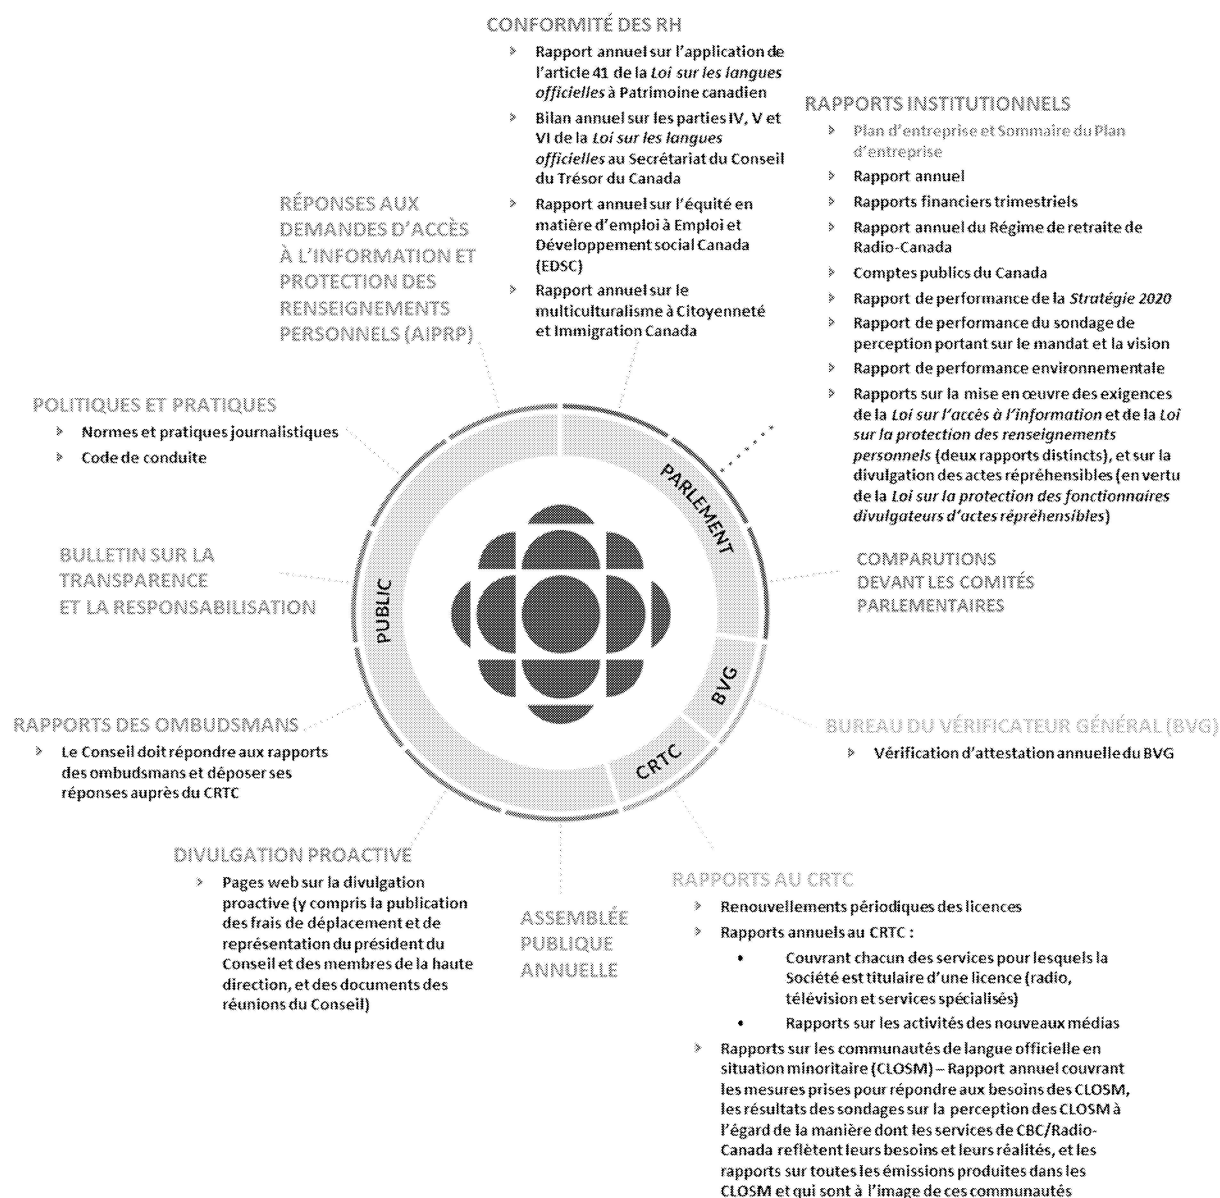 CONFORMITÉ DES RH
Rapport annuel sur l'application de
l'article 41 de la Loi sur les langues
officielles à Patrimoine canadien
Bilan annuel sur les parties IV, V et
VI de la Loi sur les langues
officielles au Secrétariat du Conseil
du Trésor du Canada
Rapport annuel sur l'équité en
matière d'emploi à Emploi et
Développement social Canada
(EDSC)
Rapport annuel sur le
multiculturalisme à Citoyenneté
et Immigration Canada
RAPPORTS INSTITUTIONNELS
Plan d'entreprise et Sommaire du Plan
d'entreprise
Rapport annuel
Rapports financiers trimestriels
Rapport annuel du Régime de retraite de
Radio-Canada
Comptes publics du Canada
Rapport de performance de la Stratégie 2020
Rapport de performance du sondage de
perception portant sur le mandat et la vision
Rapport de performance environnementale
Rapports sur la mise en œuvre des exigences
de la Loi sur l'accès à l'information et de la Loi
sur la protection des renseignements
personnels (deux rapports distincts), et sur la
divulgation des actes répréhensibles (en vertu
de la Loi sur la protection des fonctionnaires
divulgateurs d'actes répréhensibles)
RÉPONSES AUX
DEMANDES D'ACCÈS
À L'INFORMATION ET
PROTECTION DES
RENSEIGNEMENTS
PERSONNELS (AIPRP)
POLITIQUES ET PRATIQUES
Normes et pratiques journalistiques
Code de conduite
BULLETIN SUR LA
TRANSPARENCE
ET LA RESPONSABILISATION
PUBLIC
PARLEMENT
BVG
CRTC
COMPARUTIONS
DEVANT LES COMITÉS
PARLEMENTAIRES
RAPPORTS DES OMBUDSMANS
Le Conseil doit répondre aux rapports
des ombudsmans et déposer ses
réponses auprès du CRTC
BUREAU DU VÉRIFICATEUR GÉNÉRAL (BVG)
Vérification d'attestation annuelle du BVG
DIVULGATION PROACTIVE
Pages web sur la divulgation
proactive (y compris la publication
des frais de déplacement et de
représentation du président du
Conseil et des membres de la haute
direction, et des documents des
réunions du Conseil)
ASSEMBLÉE
PUBLIQUE
ANNUELLE
RAPPORTS AU CRTC
Renouvellements périodiques des licences
Rapports annuels au CRTC :
• Couvrant chacun des services pour lesquels la
Société est titulaire d'une licence (radio,
télévision et services spécialisés)
• Rapports sur les activités des nouveaux médias
Rapports sur les communautés de langue officielle en
situation minoritaire (CLOSM) – Rapport annuel couvrant
les mesures prises pour répondre aux besoins des CLOSM,
les résultats des sondages sur la perception des CLOSM à
l'égard de la manière dont les services de CBC/Radio-
Canada reflètent leurs besoins et leurs réalités, et les
rapports sur toutes les émissions produites dans les
CLOSM et qui sont à l'image de ces communautés